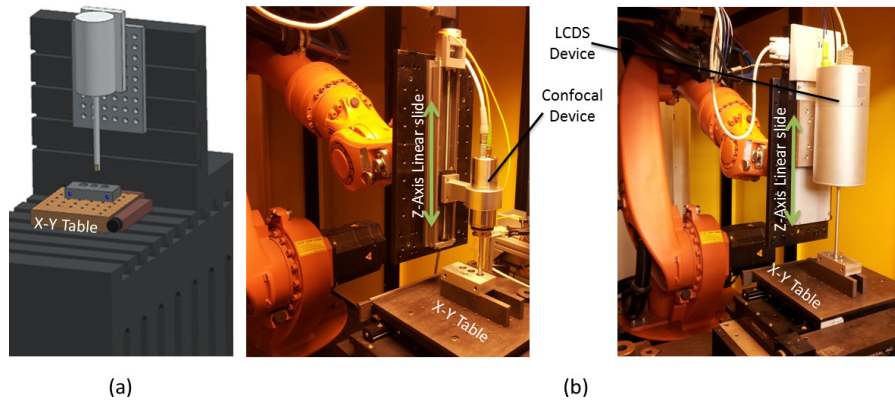 LCDS
Device
Confocal
Device
Z-Axis Linear slide
Z-Axis Linear slide
X-Y Table
X-Y Table
X-Y Table
(a)
(b)